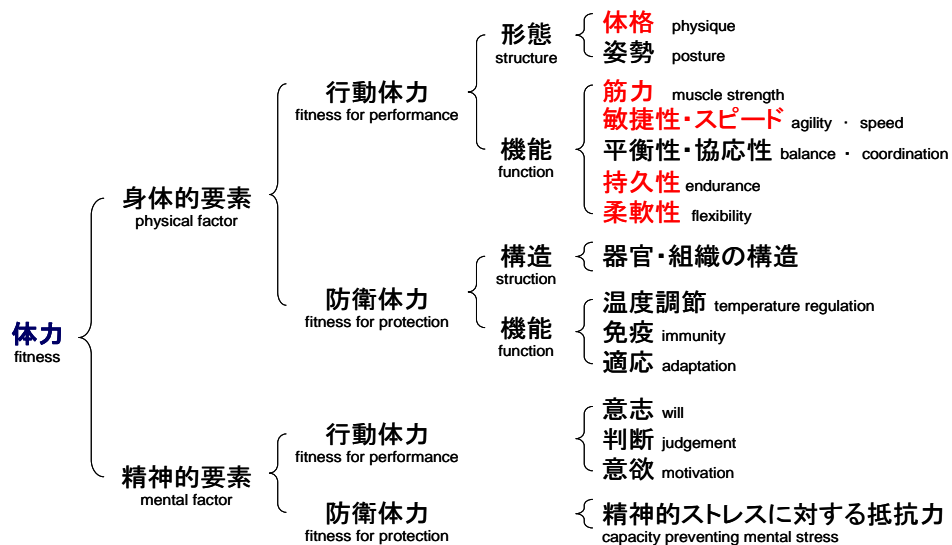 体力
fitness
身体的要素
physical factor
行動体力
fitness for performance
形態
structure
体格 physique
姿勢 posture
機能
function
筋力 muscle strength
敏捷性・スピード agility ・ speed
平衡性・協応性 balance ・ coordination
持久性 endurance
柔軟性 flexibility
防衛体力
fitness for protection
構造
struction
器官・組織の構造
機能
function
温度調節 temperature regulation
免疫 immunity
適応 adaptation
精神的要素
mental factor
行動体力
fitness for performance
意志 will
判断 judgement
意欲 motivation
防衛体力
fitness for protection
精神的ストレスに対する抵抗力
capacity preventing mental stress